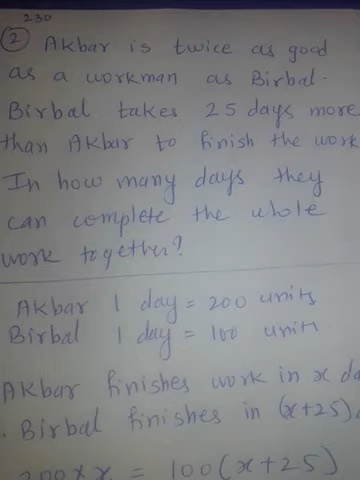 230
2 Akbar is twice as good
as a workman as Birbal.
Birbal takes 25 days more
than Akbar to finish the work
In how many days they
can complete the whole
work together?
Akbar 1 day = 200 units
Birbal 1 day = 100 units
Akbar finishes work in x da
. Birbal finishes in (x+25).
200 × x = 100(x+25)